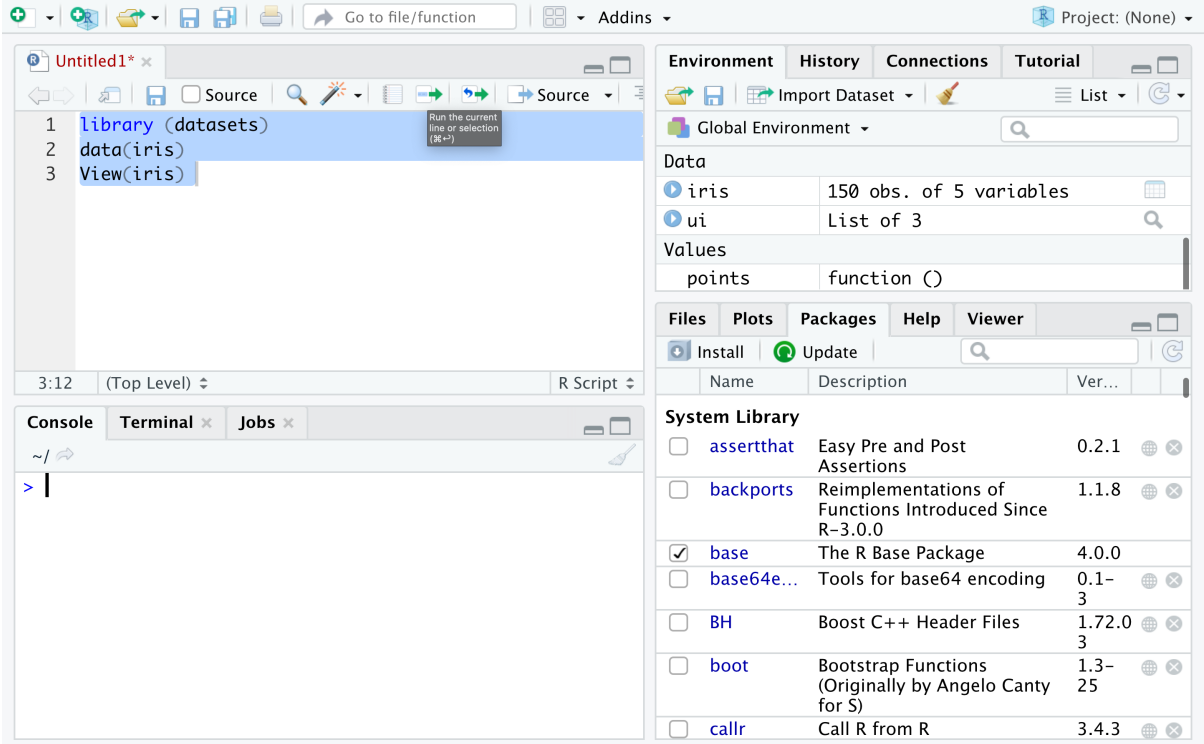 Go to file/function Addins Project: (None)
Untitled1*
Source Source
Run the current
line or selection
(⌘⏎)
1 library (datasets)
2 data(iris)
3 View(iris)
3:12 (Top Level) R Script
Console Terminal Jobs
~/
>
Environment History Connections Tutorial
Import Dataset List
Global Environment
Data
iris 150 obs. of 5 variables
ui List of 3
Values
points function ()
Files Plots Packages Help Viewer
Install Update
Name Description Ver...
System Library
assertthat Easy Pre and Post 0.2.1
Assertions
backports Reimplementations of 1.1.8
Functions Introduced Since
R-3.0.0
base The R Base Package 4.0.0
base64e... Tools for base64 encoding 0.1-
3
BH Boost C++ Header Files 1.72.0
3
boot Bootstrap Functions 1.3-
(Originally by Angelo Canty 25
for S)
callr Call R from R 3.4.3